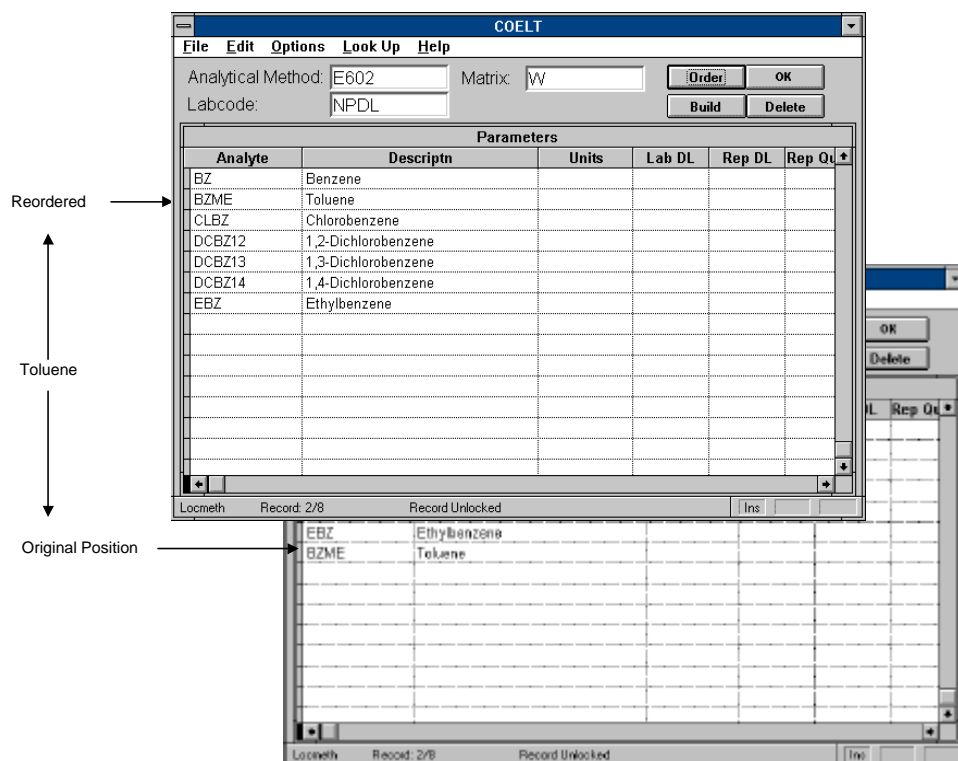 COELT
File Edit Options Look Up Help
Analytical Method: E602 Matrix: W Order OK
Labcode: NPDL Build Delete
Parameters
Analyte Descriptn Units Lab DL Rep DL Rep Qu
BZ Benzene
BZME Toluene
CLBZ Chlorobenzene
DCBZ12 1,2-Dichlorobenzene
DCBZ13 1,3-Dichlorobenzene
DCBZ14 1,4-Dichlorobenzene
EBZ Ethylbenzene
Locmeth Record: 2/8 Record Unlocked Ins
Reordered
Toluene
Original Position
OK
Delete
L Rep Qu
EBZ Ethylbenzene
BZME Toluene
Locmeth Record: 2/8 Record Unlocked Ins